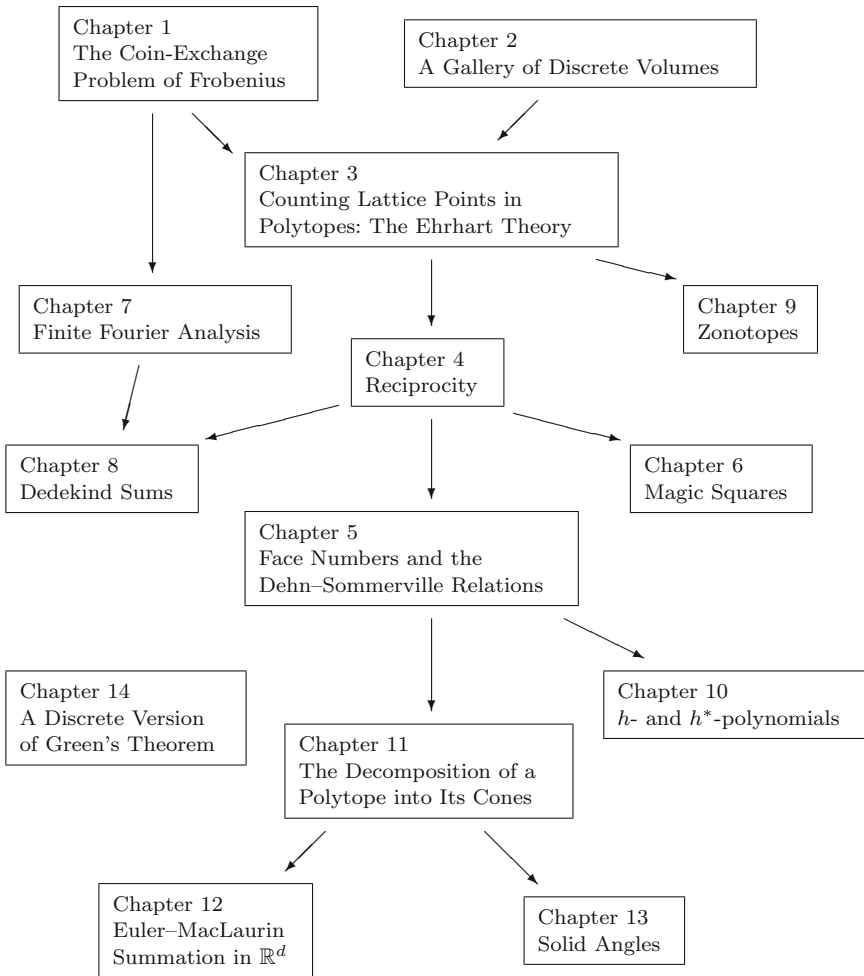 Chapter 1
The Coin-Exchange
Problem of Frobenius
Chapter 2
A Gallery of Discrete Volumes
Chapter 3
Counting Lattice Points in
Polytopes: The Ehrhart Theory
Chapter 7
Finite Fourier Analysis
Chapter 9
Zonotopes
Chapter 4
Reciprocity
Chapter 8
Dedekind Sums
Chapter 6
Magic Squares
Chapter 5
Face Numbers and the
Dehn–Sommerville Relations
Chapter 14
A Discrete Version
of Green's Theorem
Chapter 10
h- and h*-polynomials
Chapter 11
The Decomposition of a
Polytope into Its Cones
Chapter 12
Euler–MacLaurin
Summation in ℝᵈ
Chapter 13
Solid Angles